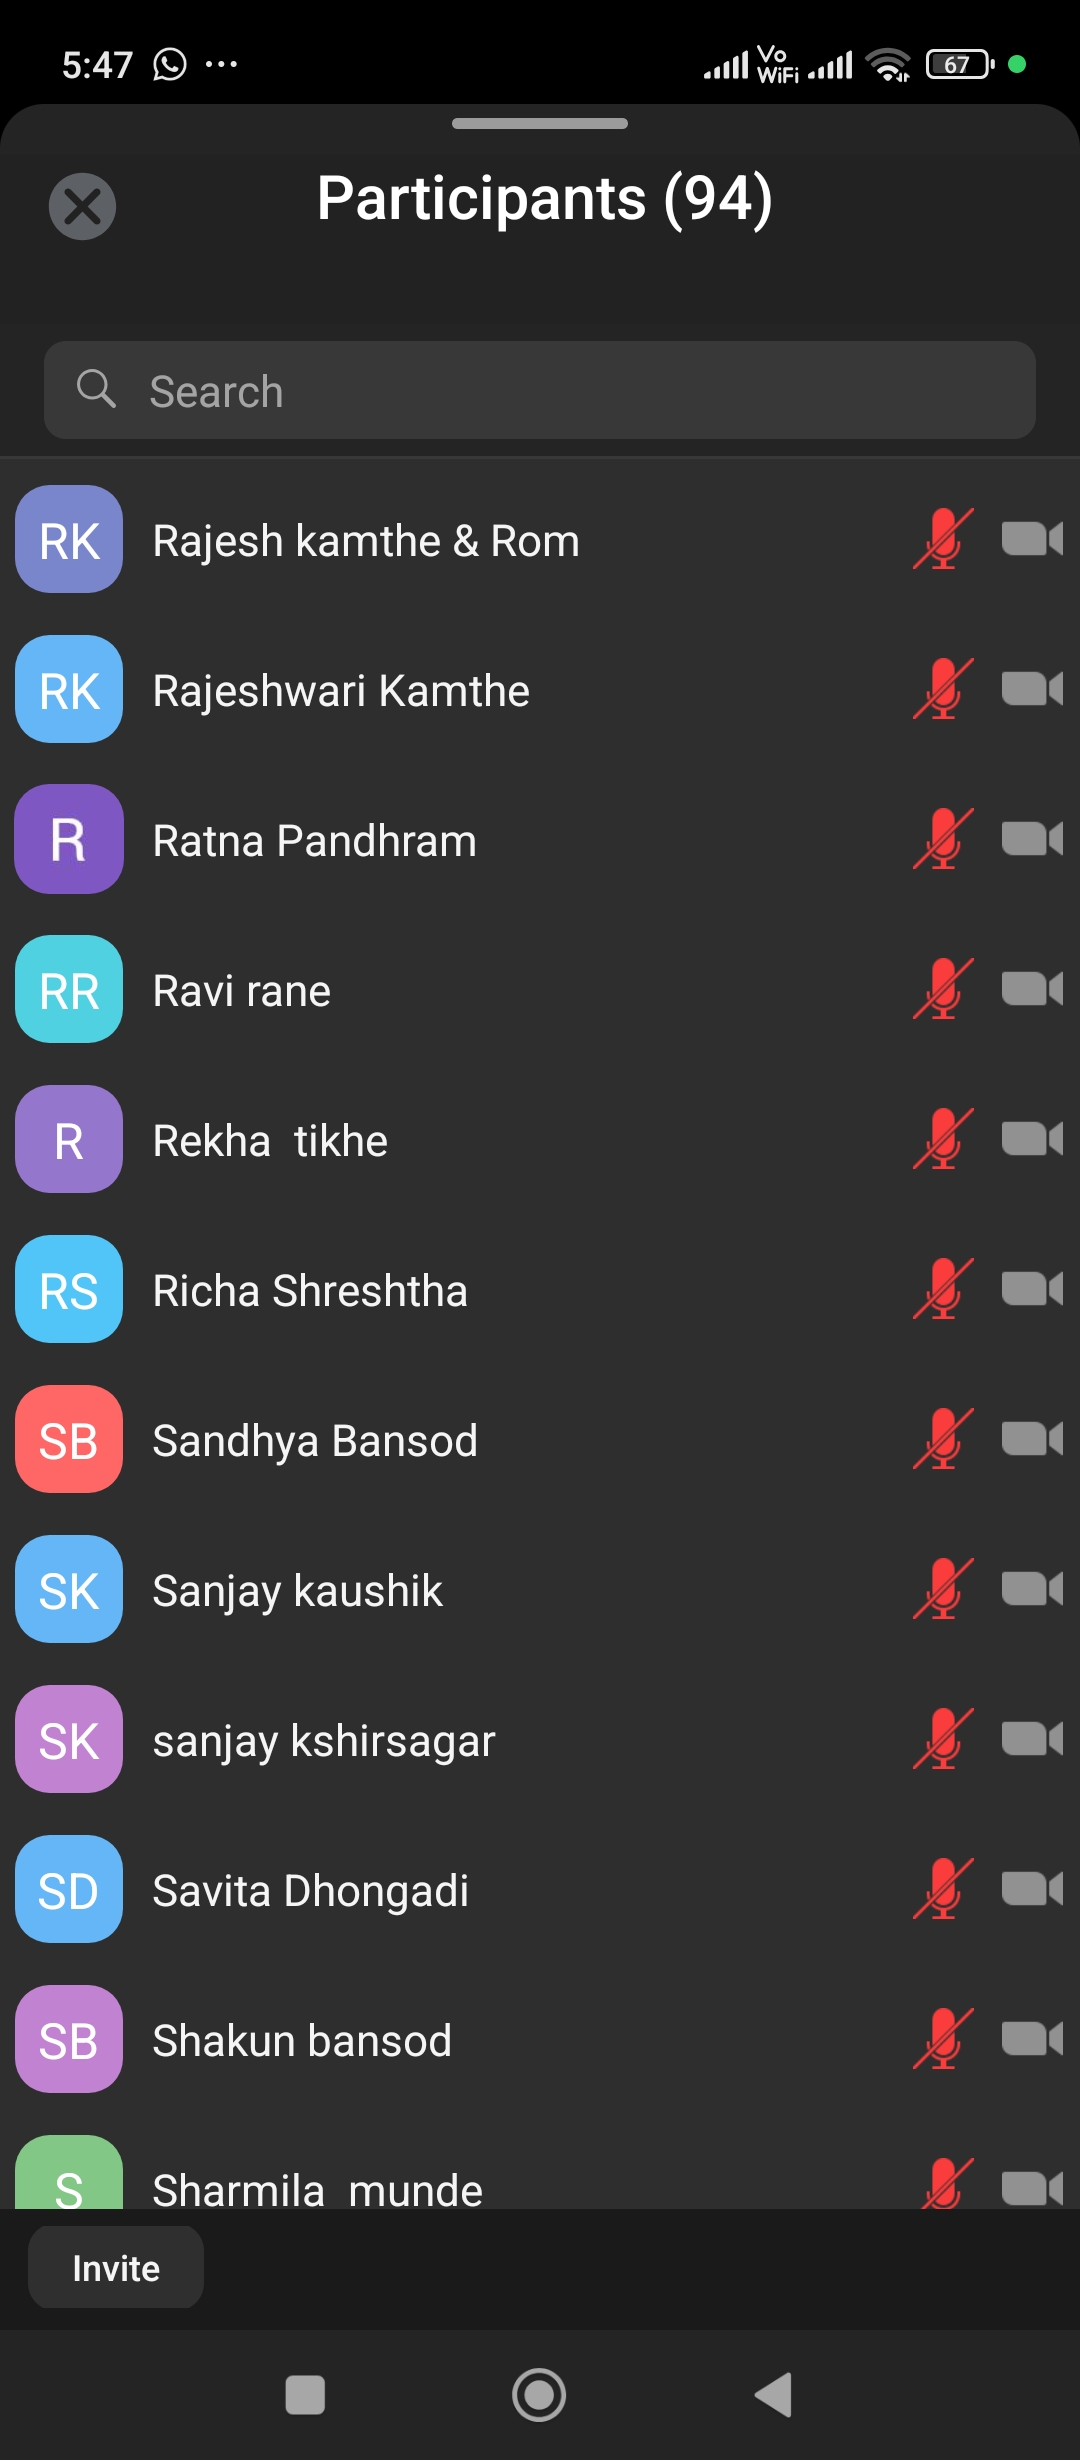 5:47 ... Vo WiFi 67
Participants (94)
Search
RK Rajesh kamthe & Rom
RK Rajeshwari Kamthe
R Ratna Pandhram
RR Ravi rane
R Rekha  tikhe
RS Richa Shreshtha
SB Sandhya Bansod
SK Sanjay kaushik
SK sanjay kshirsagar
SD Savita Dhongadi
SB Shakun bansod
S Sharmila  munde
Invite